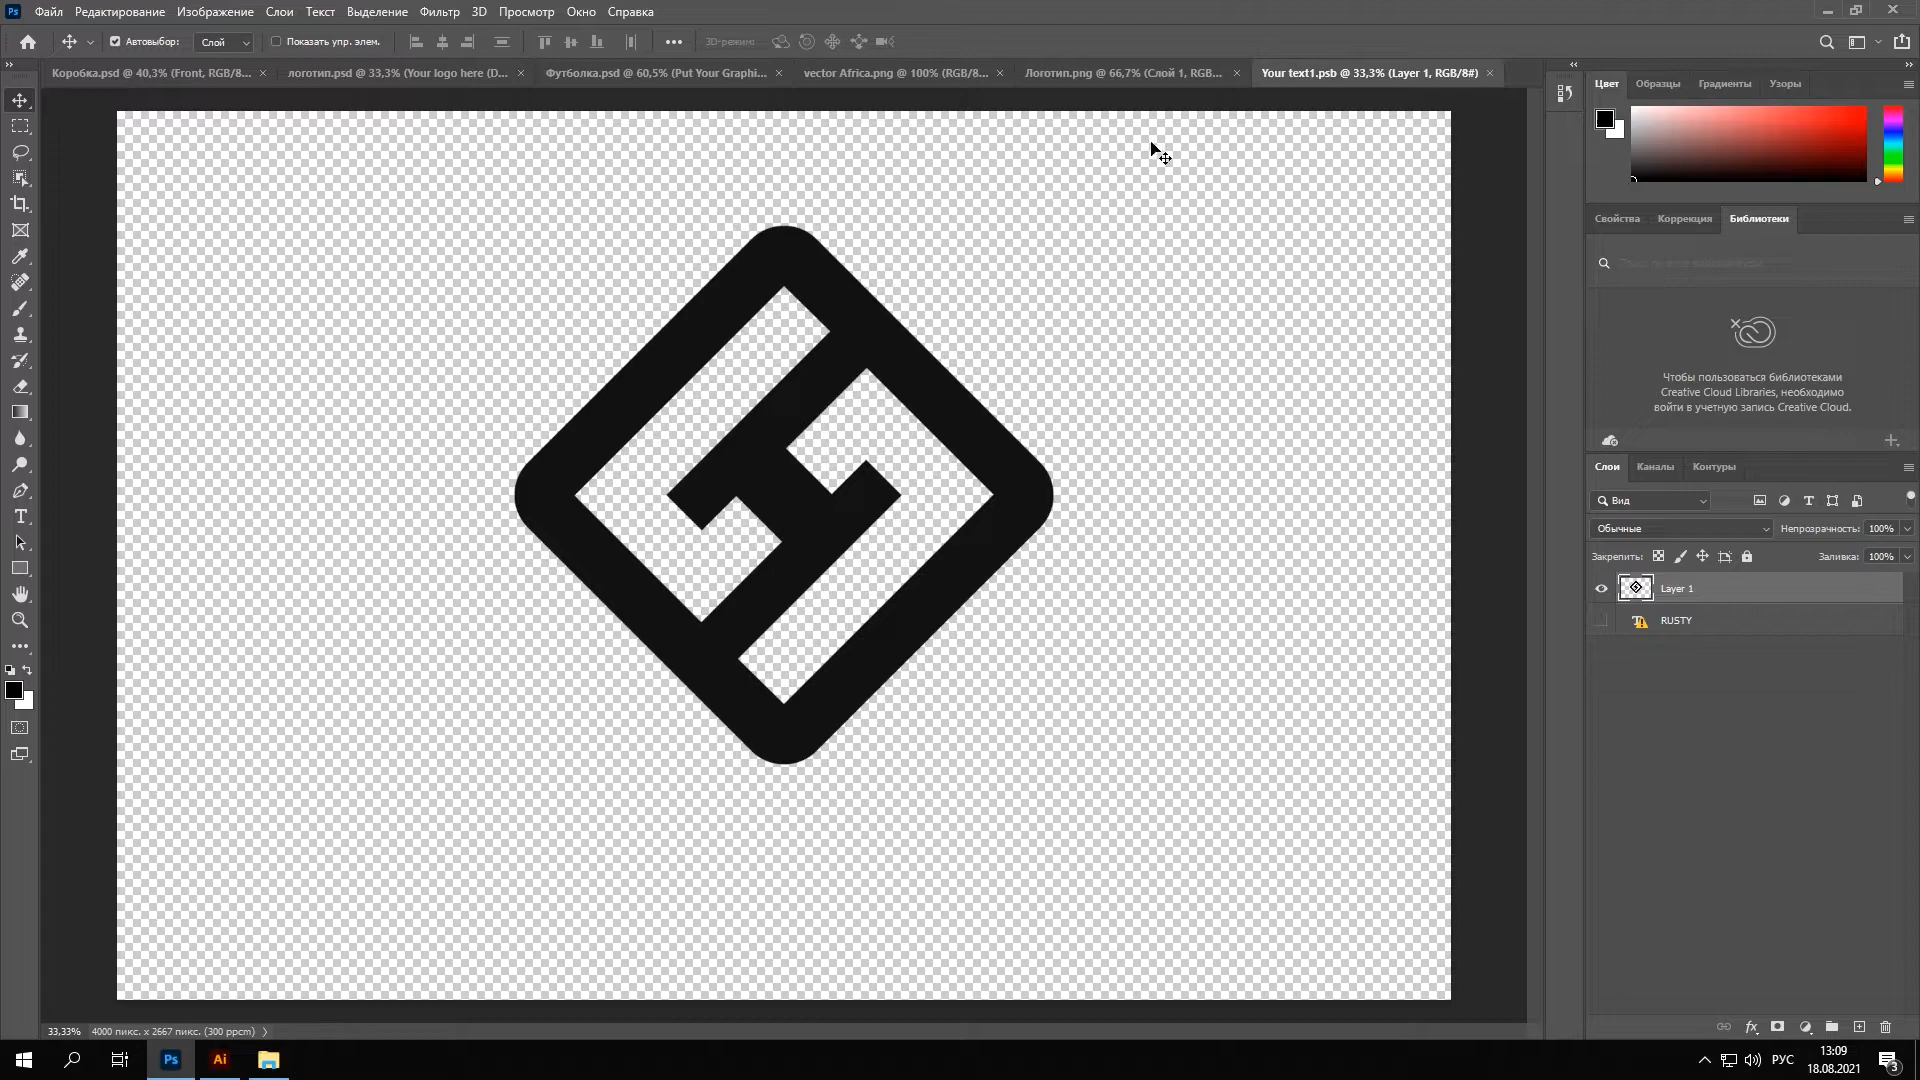 Ps Файл Редактирование Изображение Слои Текст Выделение Фильтр 3D Просмотр Окно Справка
Автовыбор: Слой Показать упр. элем. 3D-режим:
Коробка.psd @ 40,3% (Front, RGB/8... логотип.psd @ 33,3% (Your logo here (D... Футболка.psd @ 60,5% (Put Your Graphi... vector Africa.png @ 100% (RGB/8... Логотип.png @ 66,7% (Слой 1, RGB... Your text1.psb @ 33,3% (Layer 1, RGB/8#)
Цвет Образцы Градиенты Узоры
Свойства Коррекция Библиотеки
Чтобы пользоваться библиотеками
Creative Cloud Libraries, необходимо
войти в учетную запись Creative Cloud.
Слои Каналы Контуры
Вид
Обычные Непрозрачность: 100%
Закрепить: Заливка: 100%
Layer 1
RUSTY
33,33% 4000 пикс. x 2667 пикс. (300 ppcm)
Ps Ai РУС 13:09
18.08.2021 3